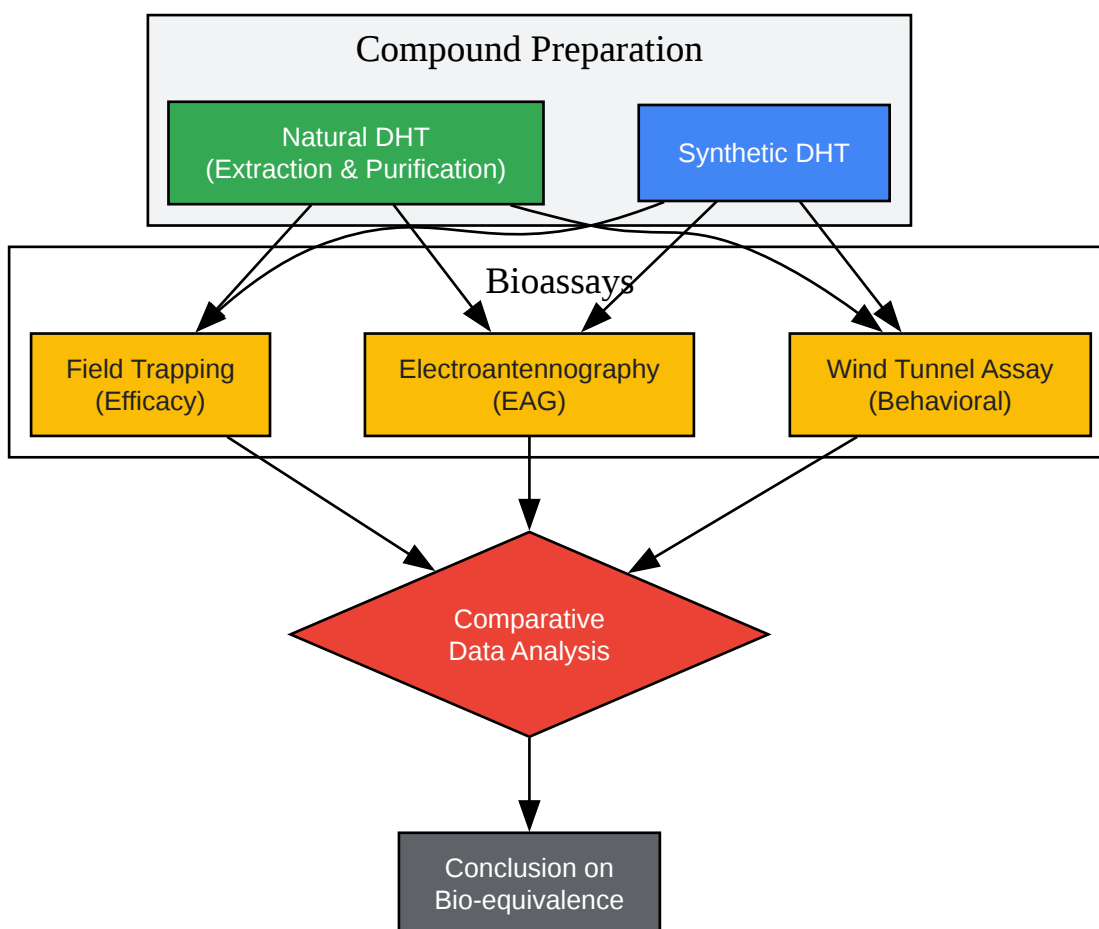 Compound Preparation
Natural DHT
(Extraction & Purification)
Synthetic DHT
Bioassays
Field Trapping
(Efficacy)
Electroantennography
(EAG)
Wind Tunnel Assay
(Behavioral)
Comparative
Data Analysis
Conclusion on
Bio-equivalence